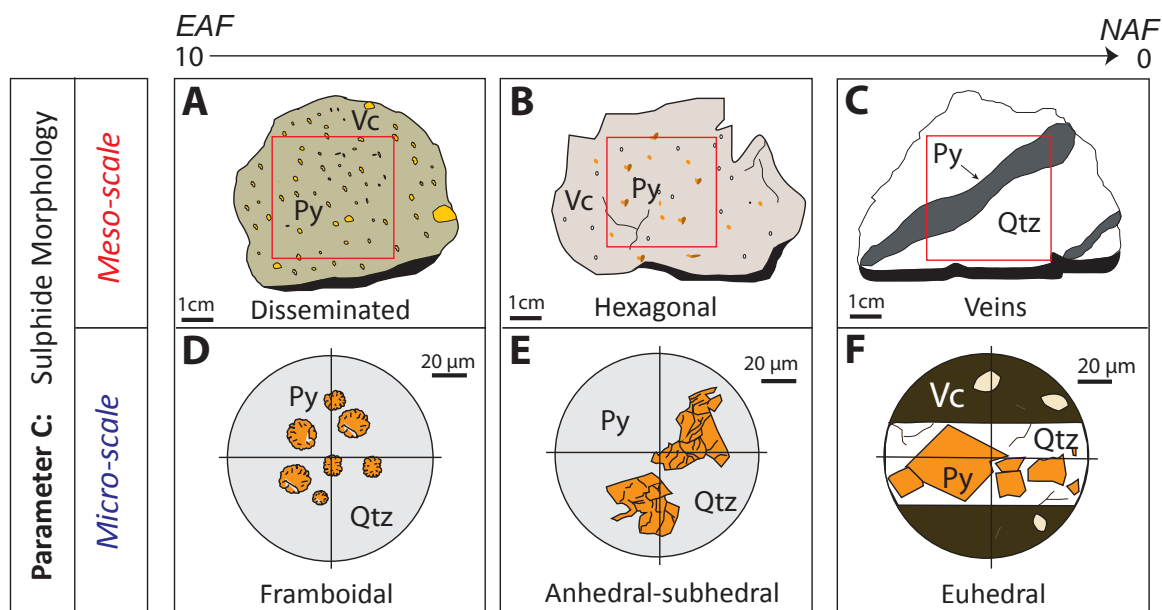 EAF
NAF
10
0
Parameter C: Sulphide Morphology
Meso-scale
Micro-scale
A
Vc
Py
1cm
Disseminated
B
Vc
Py
1cm
Hexagonal
C
Py
Qtz
1cm
Veins
D
20 µm
Py
Qtz
Framboidal
E
20 µm
Py
Qtz
Anhedral-subhedral
F
20 µm
Vc
Qtz
Py
Euhedral